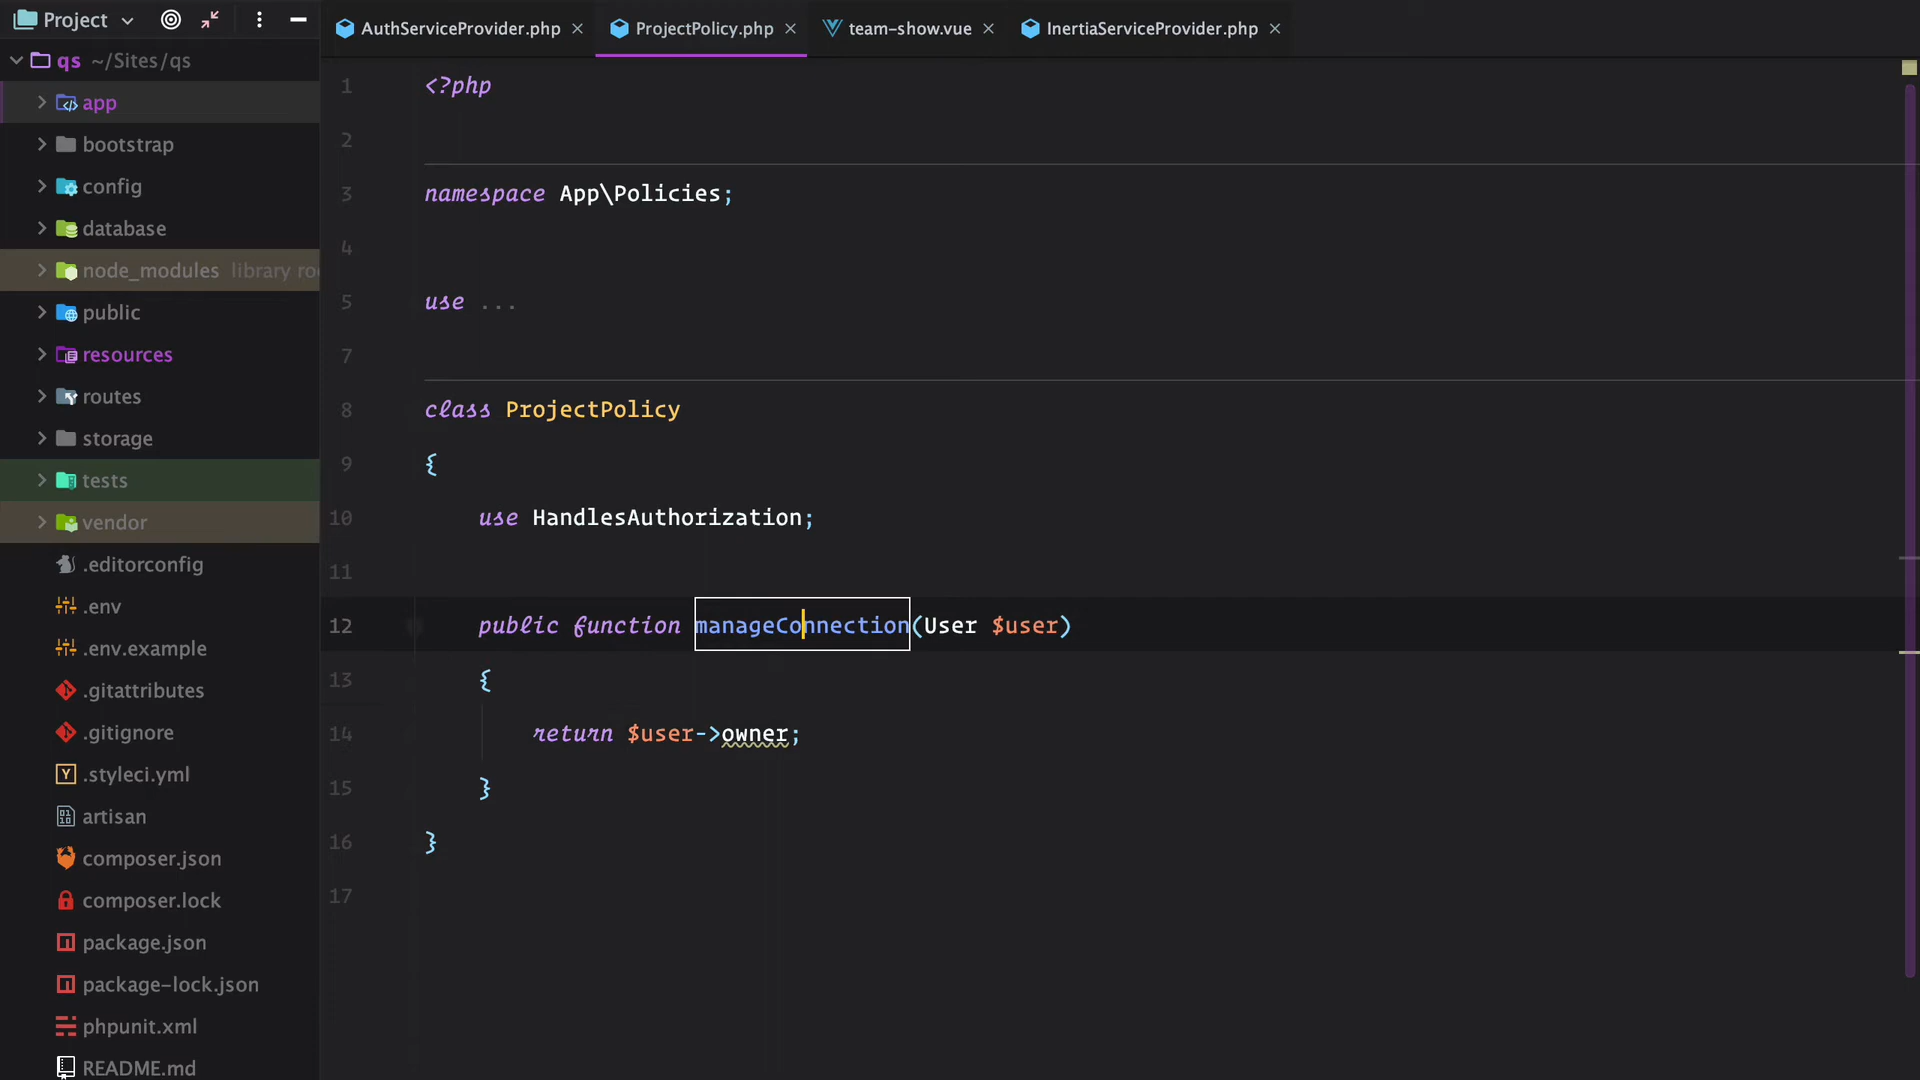 Project
qs ~/Sites/qs
app
bootstrap
config
database
node_modules library ro
public
resources
routes
storage
tests
vendor
.editorconfig
.env
.env.example
.gitattributes
.gitignore
.styleci.yml
artisan
composer.json
composer.lock
package.json
package-lock.json
phpunit.xml
README.md
AuthServiceProvider.php
ProjectPolicy.php
team-show.vue
InertiaServiceProvider.php
1 <?php
2
3 namespace App\Policies;
4
5 use ...
7
8 class ProjectPolicy
9 {
10 use HandlesAuthorization;
11
12 public function manageConnection(User $user)
13 {
14 return $user->owner;
15 }
16 }
17